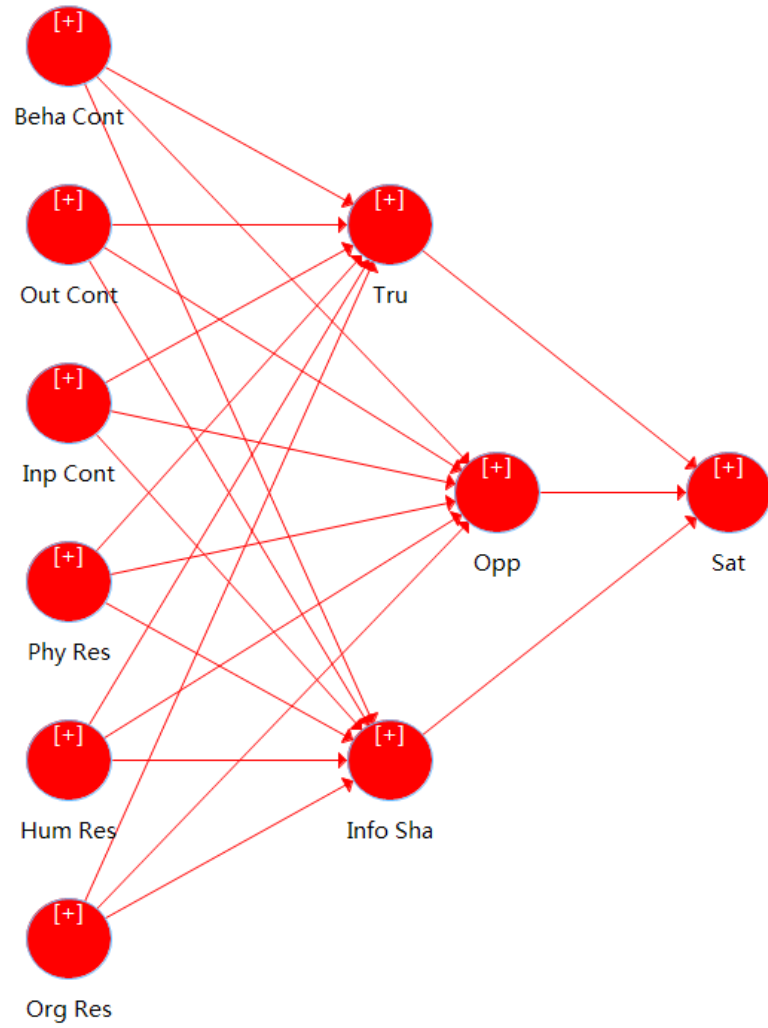 [+]
Beha Cont
[+]
Out Cont
[+]
Tru
[+]
Inp Cont
[+]
Opp
[+]
Sat
[+]
Phy Res
[+]
Hum Res
[+]
Info Sha
[+]
Org Res